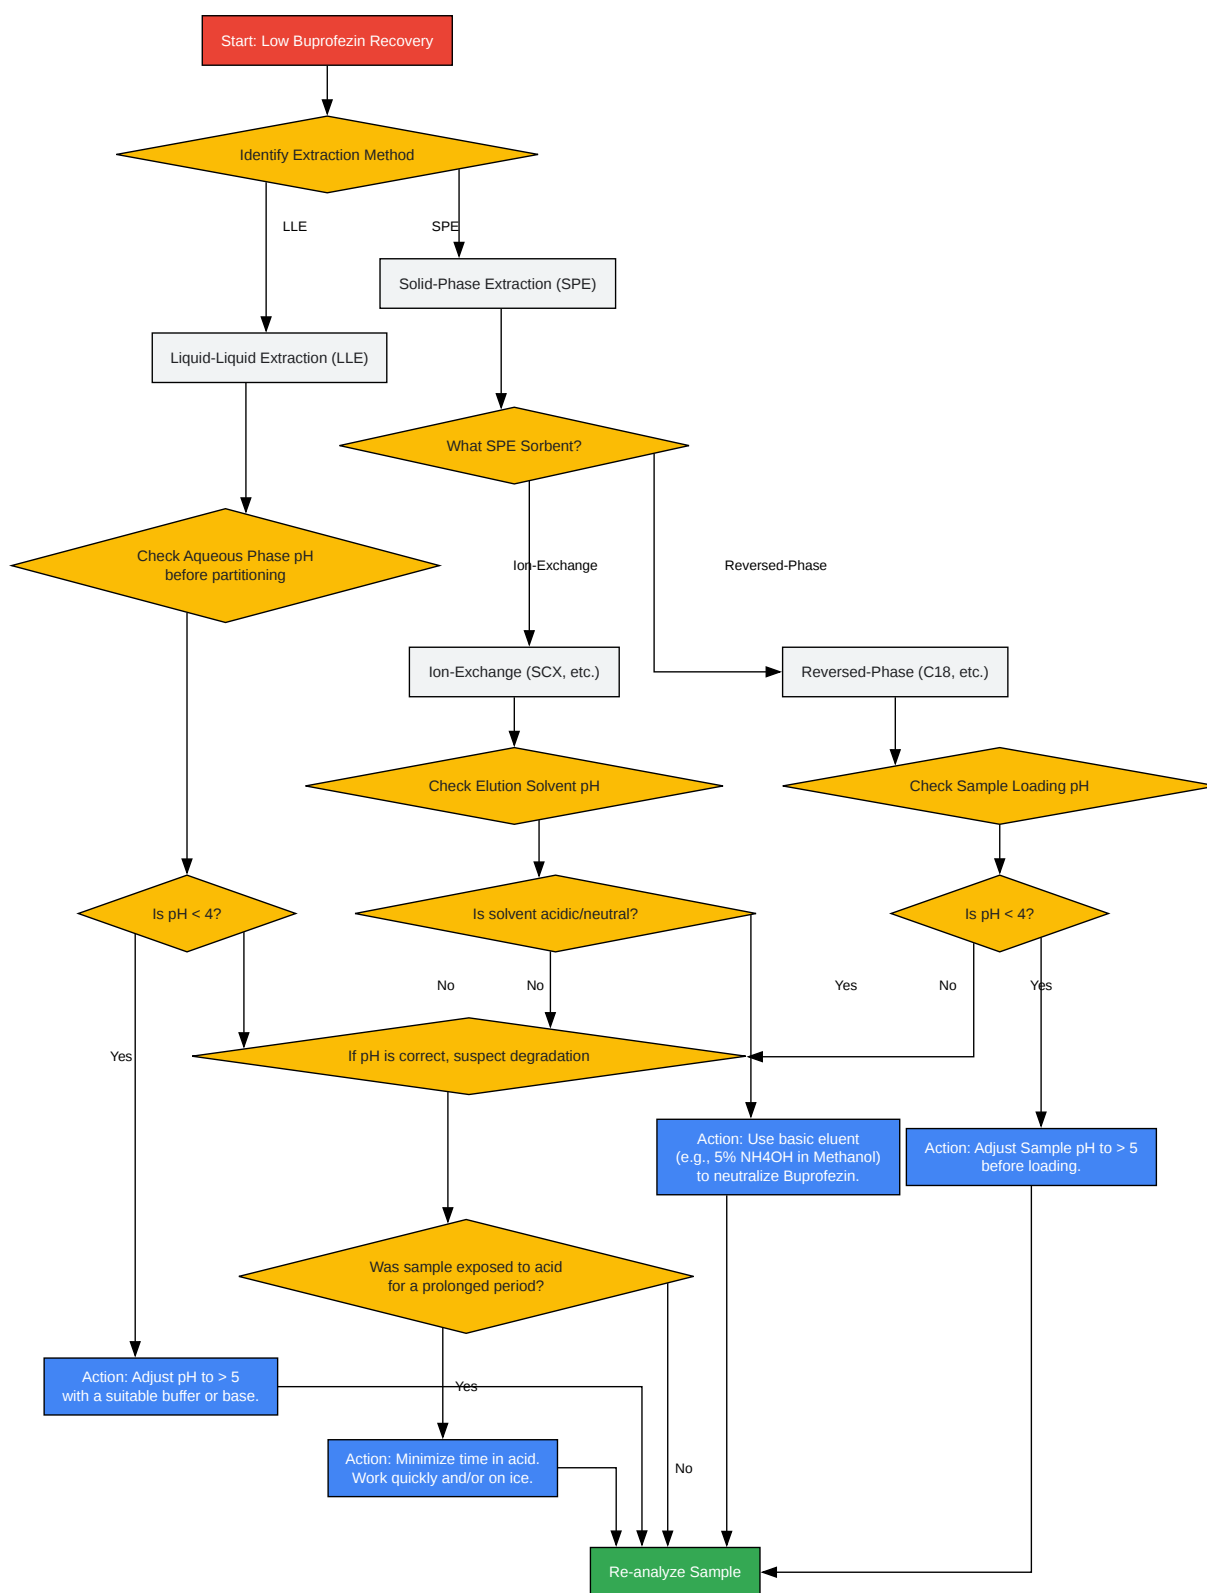 Start: Low Buprofezin Recovery
Identify Extraction Method
LLE
SPE
Solid-Phase Extraction (SPE)
Liquid-Liquid Extraction (LLE)
What SPE Sorbent?
Check Aqueous Phase pH
before partitioning
Ion-Exchange
Reversed-Phase
Ion-Exchange (SCX, etc.)
Reversed-Phase (C18, etc.)
Check Elution Solvent pH
Check Sample Loading pH
Is pH < 4?
Is solvent acidic/neutral?
Is pH < 4?
No
No
Yes
No
Yes
If pH is correct, suspect degradation
Yes
Action: Use basic eluent
(e.g., 5% NH4OH in Methanol)
to neutralize Buprofezin.
Action: Adjust Sample pH to > 5
before loading.
Was sample exposed to acid
for a prolonged period?
Action: Adjust pH to > 5
with a suitable buffer or base.
Yes
Action: Minimize time in acid.
Work quickly and/or on ice.
No
Re-analyze Sample